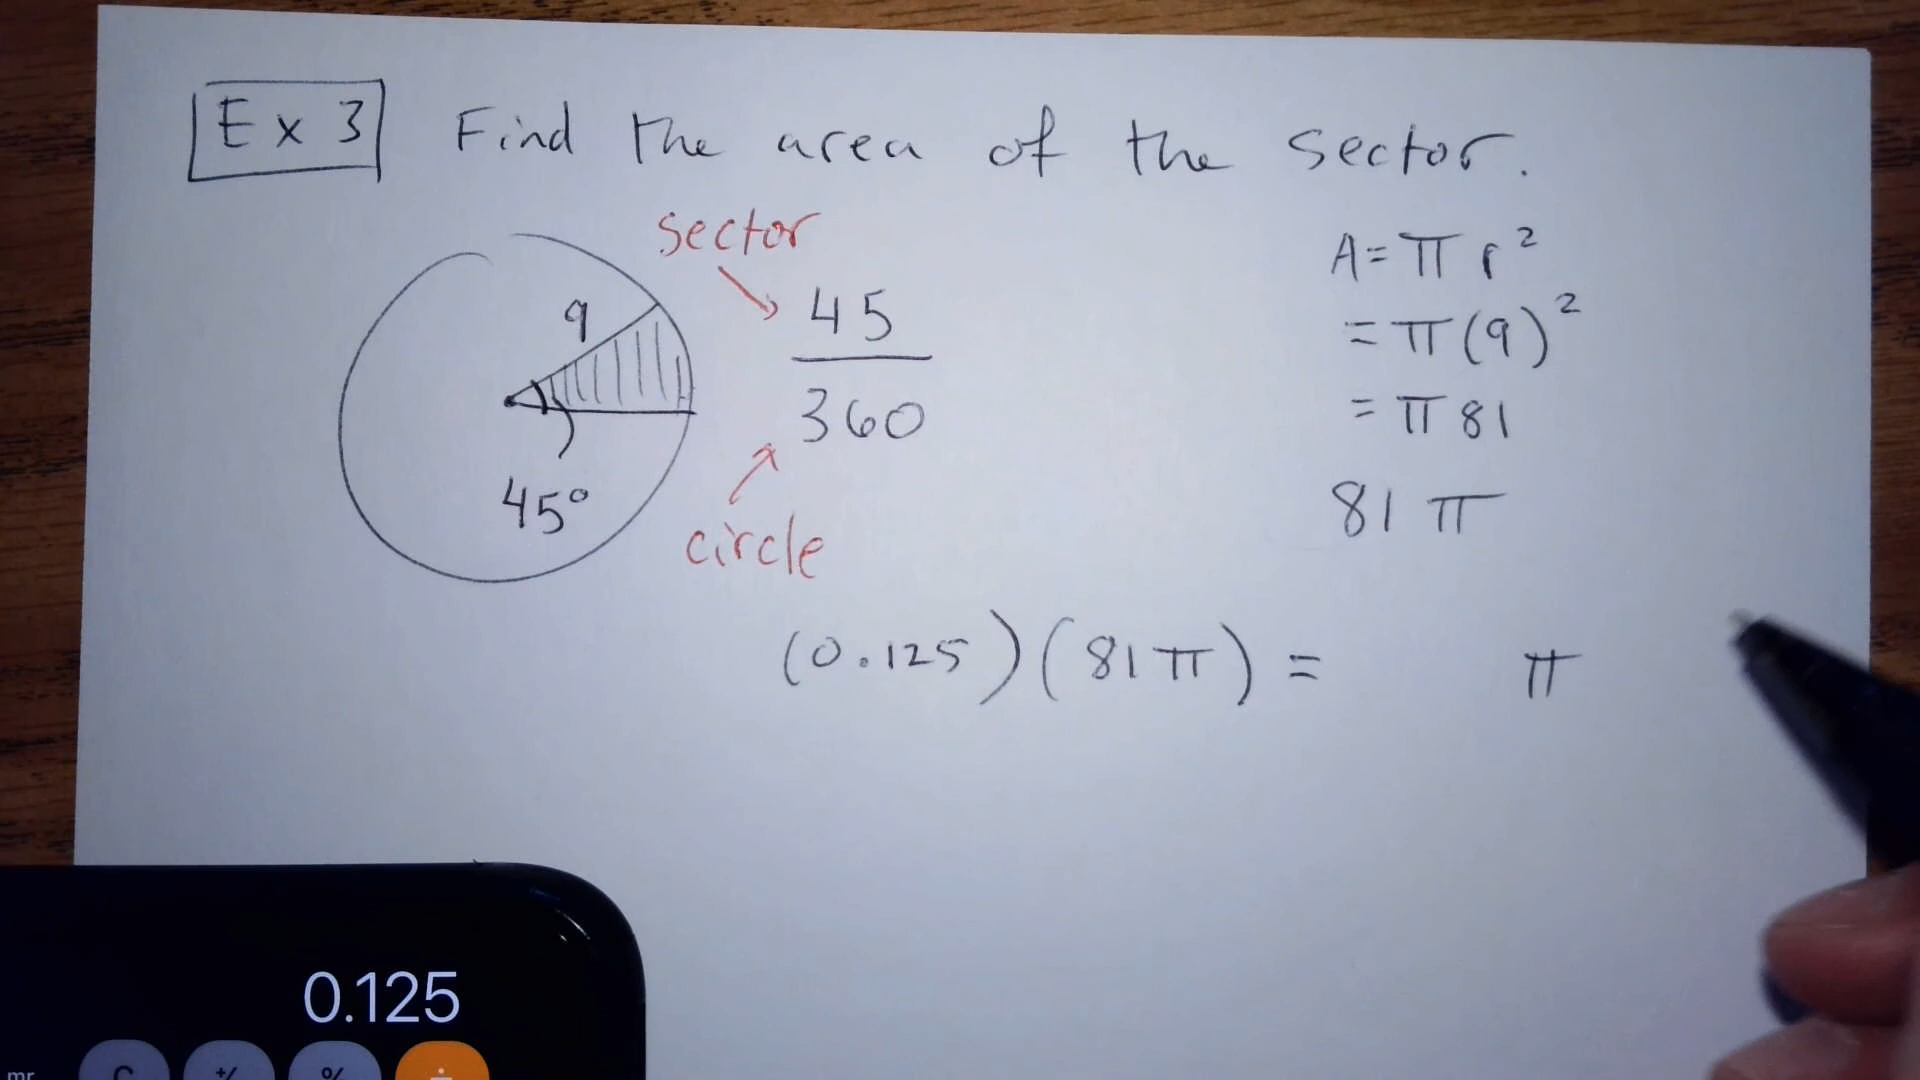 Ex 3 Find the area of the sector.
sector
9
45
360
45°
circle
A = π r²
= π(9)²
= π 81
81 π
(0.125)(81π) = π
0.125
mr C +/- % ÷